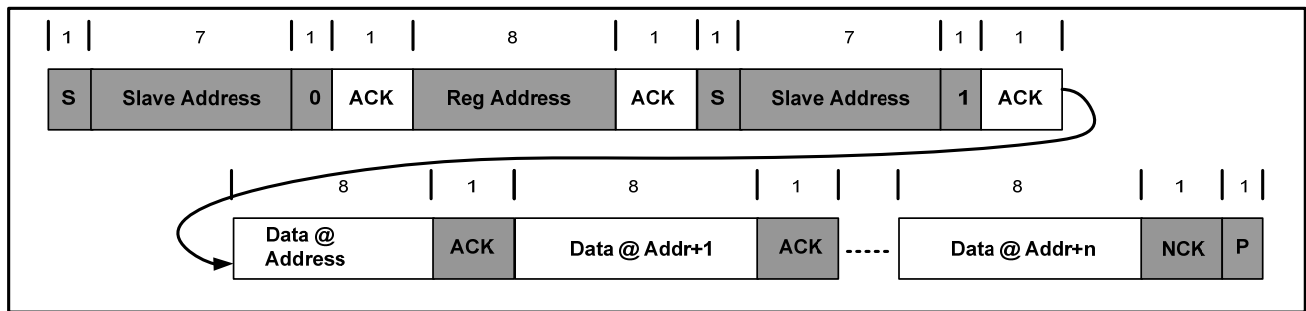 1 7 1 1 8 1 1 7 1 1
S Slave Address 0 ACK Reg Address ACK S Slave Address 1 ACK
8 1 8 1 8 1 1
Data @
Address ACK Data @ Addr+1 ACK ----- Data @ Addr+n NCK P